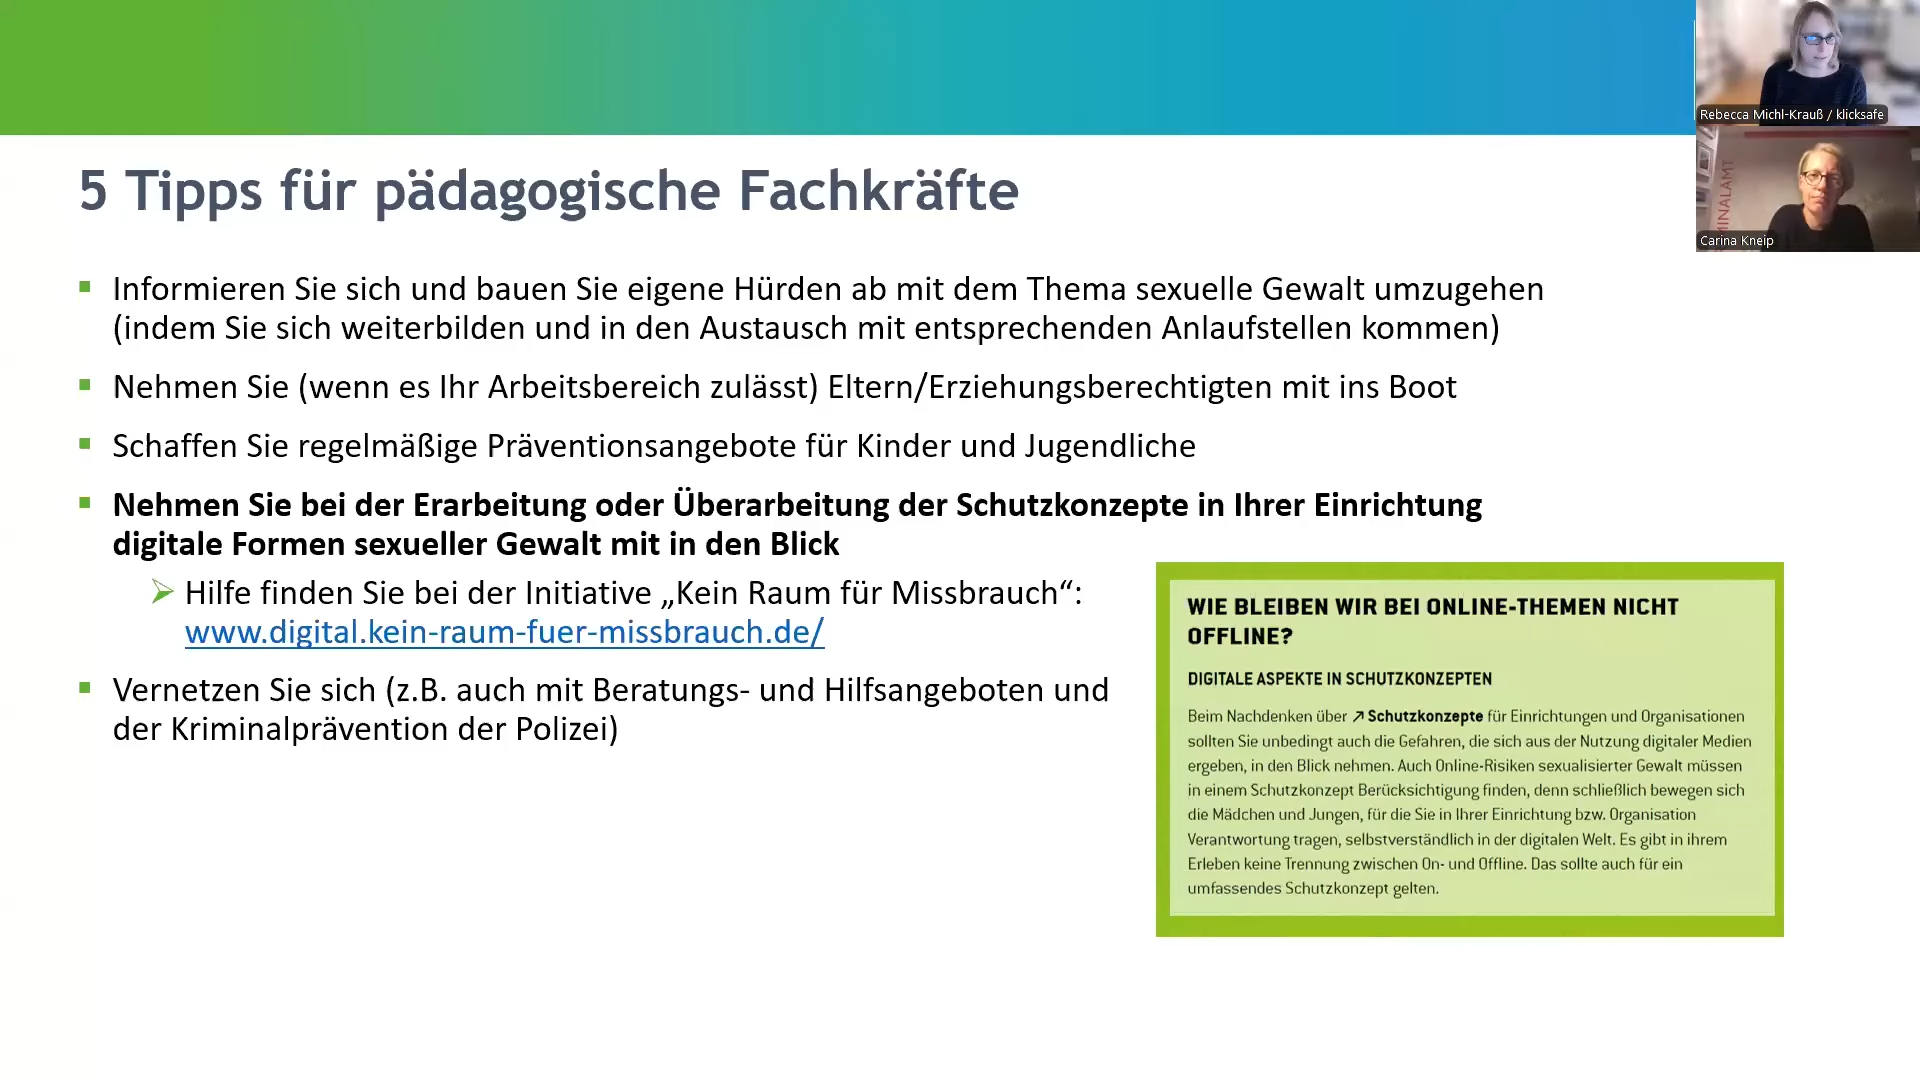 5 Tipps für pädagogische Fachkräfte
Informieren Sie sich und bauen Sie eigene Hürden ab mit dem Thema sexuelle Gewalt umzugehen
(indem Sie sich weiterbilden und in den Austausch mit entsprechenden Anlaufstellen kommen)
Nehmen Sie (wenn es Ihr Arbeitsbereich zulässt) Eltern/Erziehungsberechtigten mit ins Boot
Schaffen Sie regelmäßige Präventionsangebote für Kinder und Jugendliche
Nehmen Sie bei der Erarbeitung oder Überarbeitung der Schutzkonzepte in Ihrer Einrichtung
digitale Formen sexueller Gewalt mit in den Blick
Hilfe finden Sie bei der Initiative „Kein Raum für Missbrauch“:
www.digital.kein-raum-fuer-missbrauch.de/
Vernetzen Sie sich (z.B. auch mit Beratungs- und Hilfsangeboten und
der Kriminalprävention der Polizei)
WIE BLEIBEN WIR BEI ONLINE-THEMEN NICHT
OFFLINE?
DIGITALE ASPEKTE IN SCHUTZKONZEPTEN
Beim Nachdenken über ↗ Schutzkonzepte für Einrichtungen und Organisationen
sollten Sie unbedingt auch die Gefahren, die sich aus der Nutzung digitaler Medien
ergeben, in den Blick nehmen. Auch Online-Risiken sexualisierter Gewalt müssen
in einem Schutzkonzept Berücksichtigung finden, denn schließlich bewegen sich
die Mädchen und Jungen, für die Sie in Ihrer Einrichtung bzw. Organisation
Verantwortung tragen, selbstverständlich in der digitalen Welt. Es gibt in ihrem
Erleben keine Trennung zwischen On- und Offline. Das sollte auch für ein
umfassendes Schutzkonzept gelten.
Rebecca Michl-Krauß / klicksafe
MINALAMT
Carina Kneip